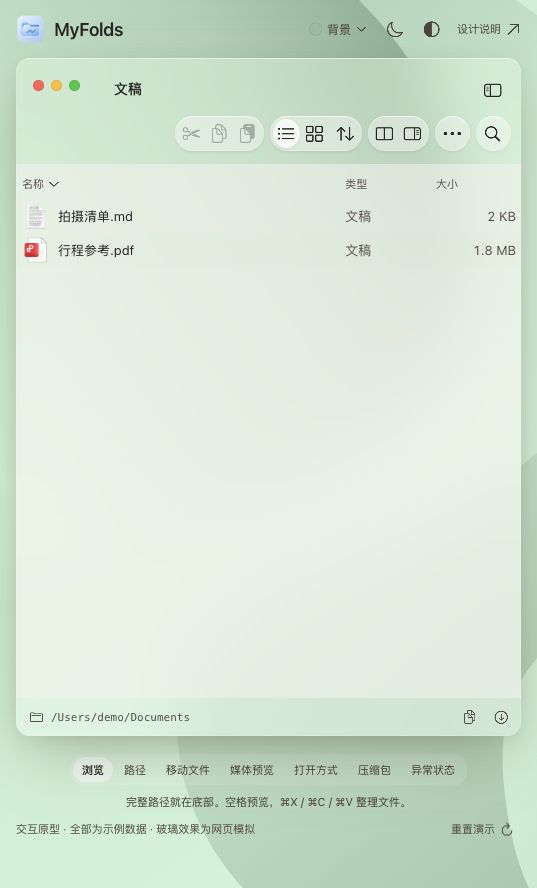 MyFolds 背景 设计说明
文稿
名称 类型 大小
拍摄清单.md 文稿 2 KB
行程参考.pdf 文稿 1.8 MB
/Users/demo/Documents
浏览 路径 移动文件 媒体预览 打开方式 压缩包 异常状态
完整路径就在底部。空格预览，⌘X / ⌘C / ⌘V 整理文件。
交互原型 · 全部为示例数据 · 玻璃效果为网页模拟 重置演示